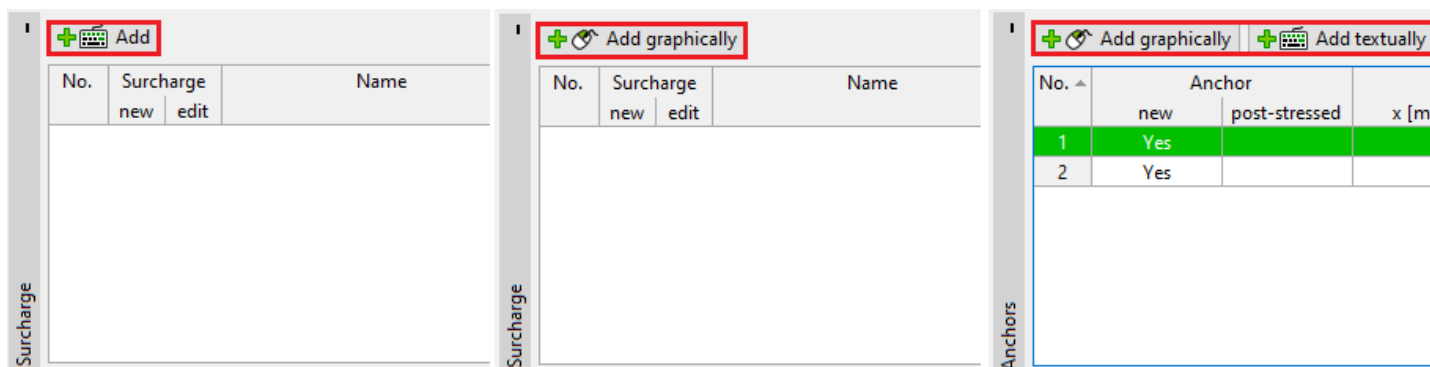 Add
No. Surcharge Name
new edit
Surcharge
Add graphically
No. Surcharge Name
new edit
Surcharge
Add graphically Add textually
No. Anchor
new post-stressed x [m
1 Yes
2 Yes
Anchors